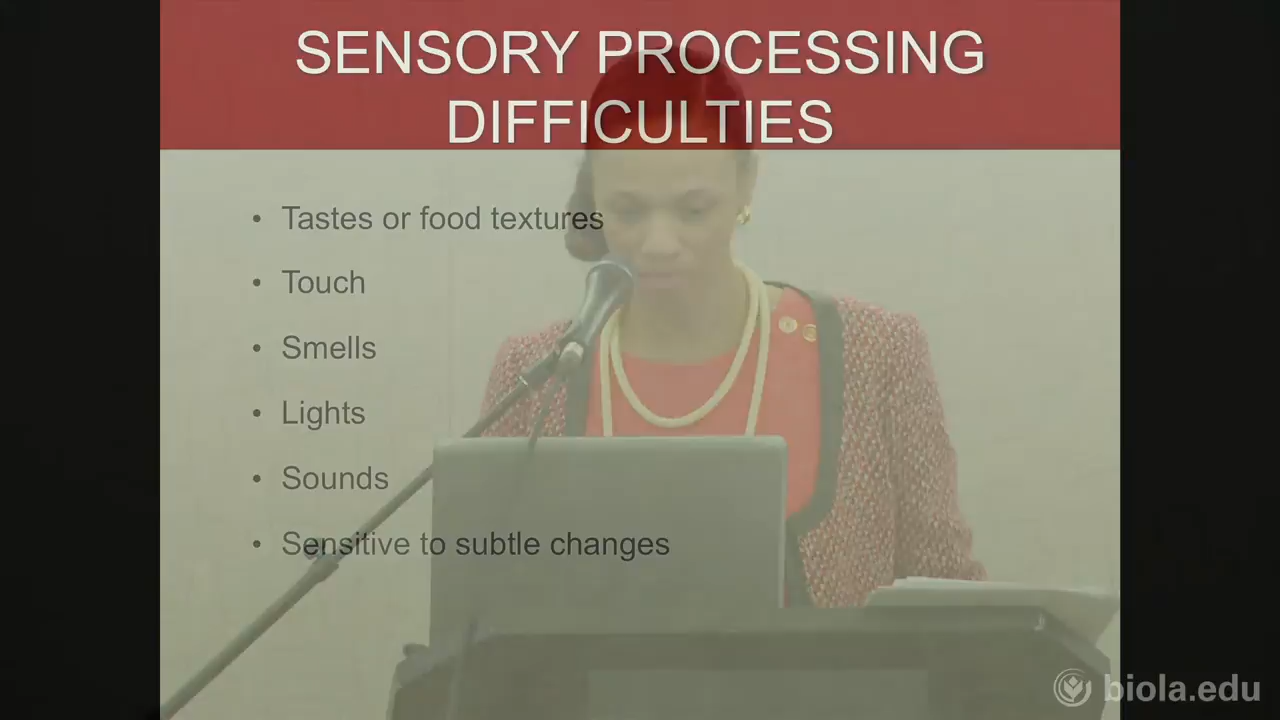 SENSORY PROCESSING
DIFFICULTIES
• Tastes or food textures
• Touch
• Smells
• Lights
• Sounds
• Sensitive to subtle changes
biola.edu